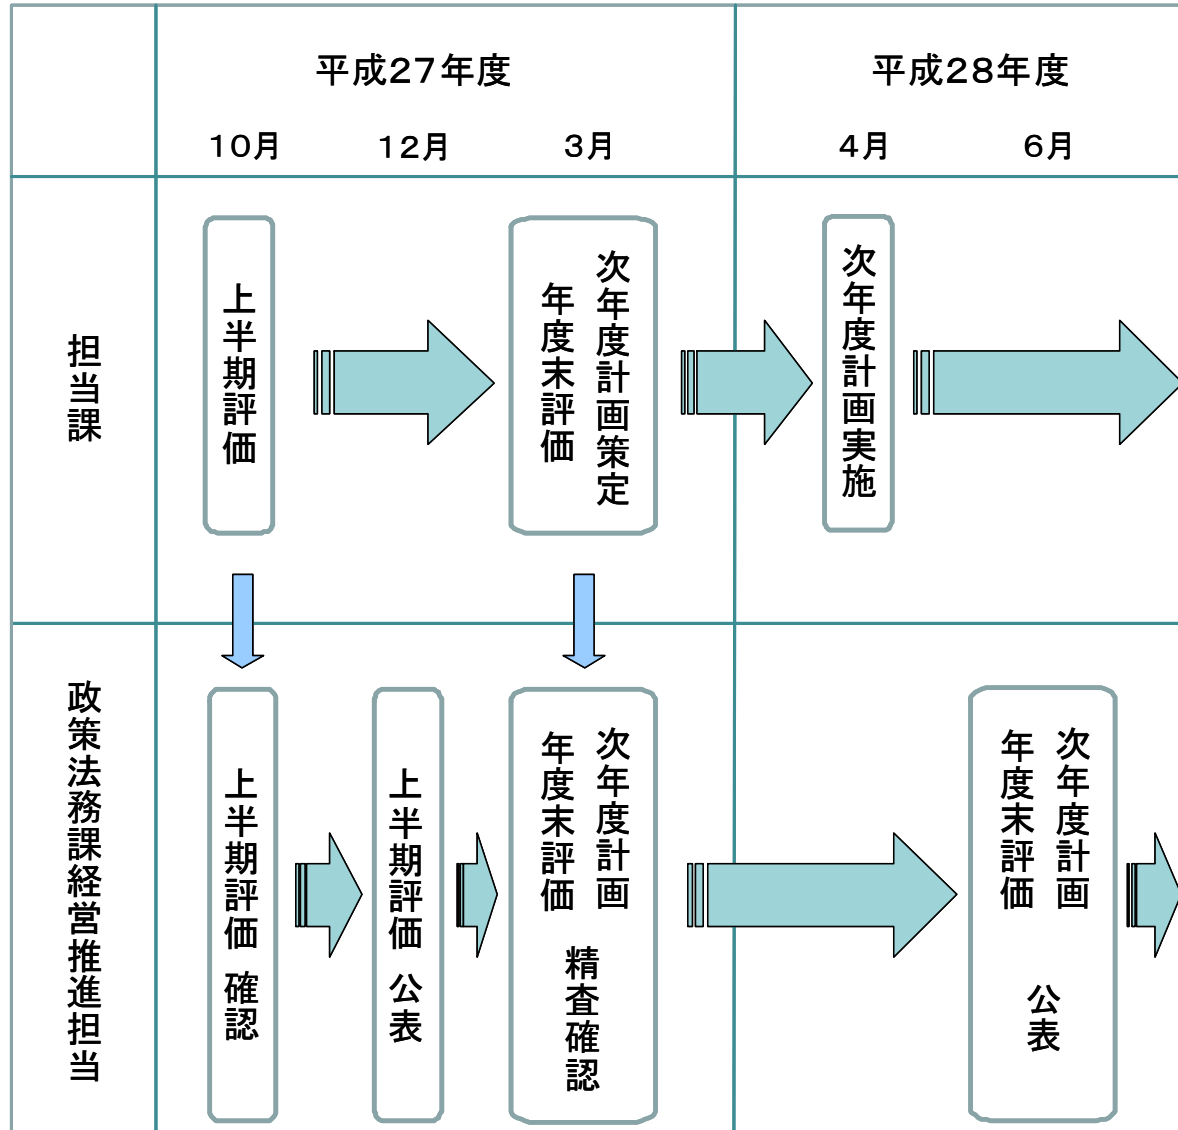 平成27年度
平成28年度
10月
12月
3月
4月
6月
担当課
上半期評価
次年度計画策定
年度末評価
次年度計画実施
政策法務課経営推進担当
上半期評価 確認
上半期評価 公表
次年度計画
年度末評価
精査確認
次年度計画
年度末評価
公表